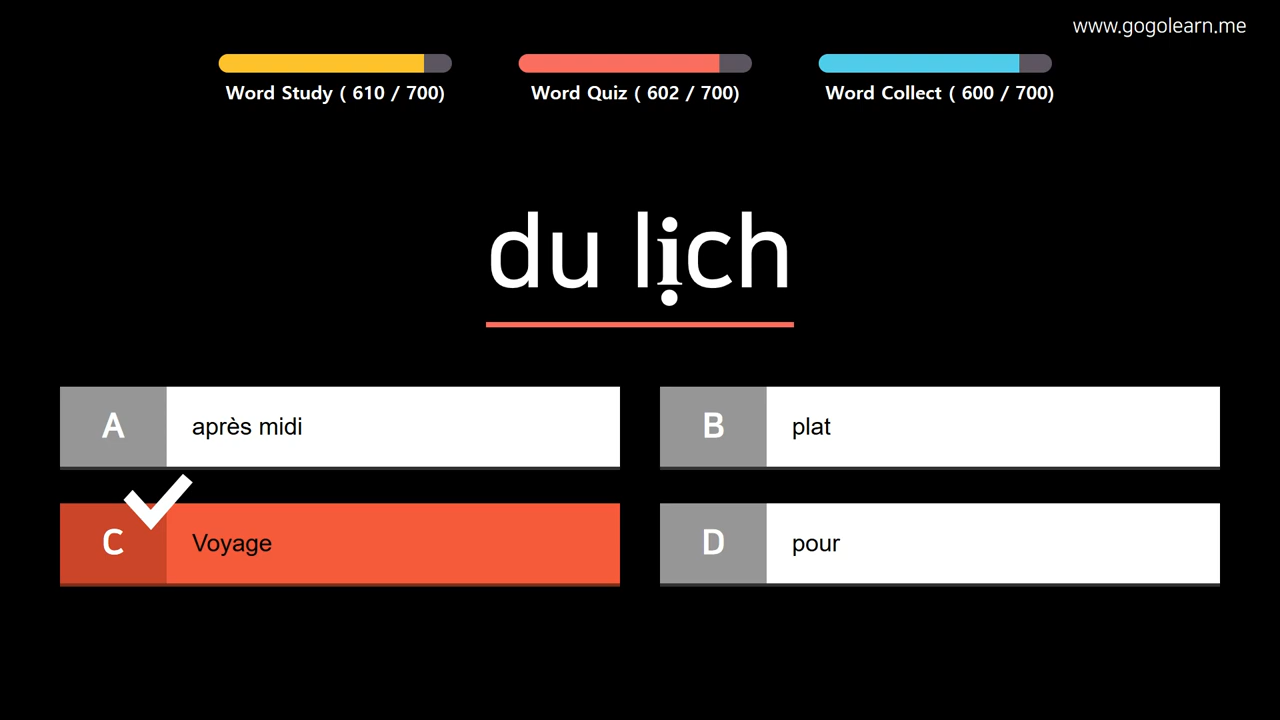 www.gogolearn.me
Word Study ( 610 / 700)
Word Quiz ( 602 / 700)
Word Collect ( 600 / 700)
du lịch
A après midi
B plat
C Voyage
D pour